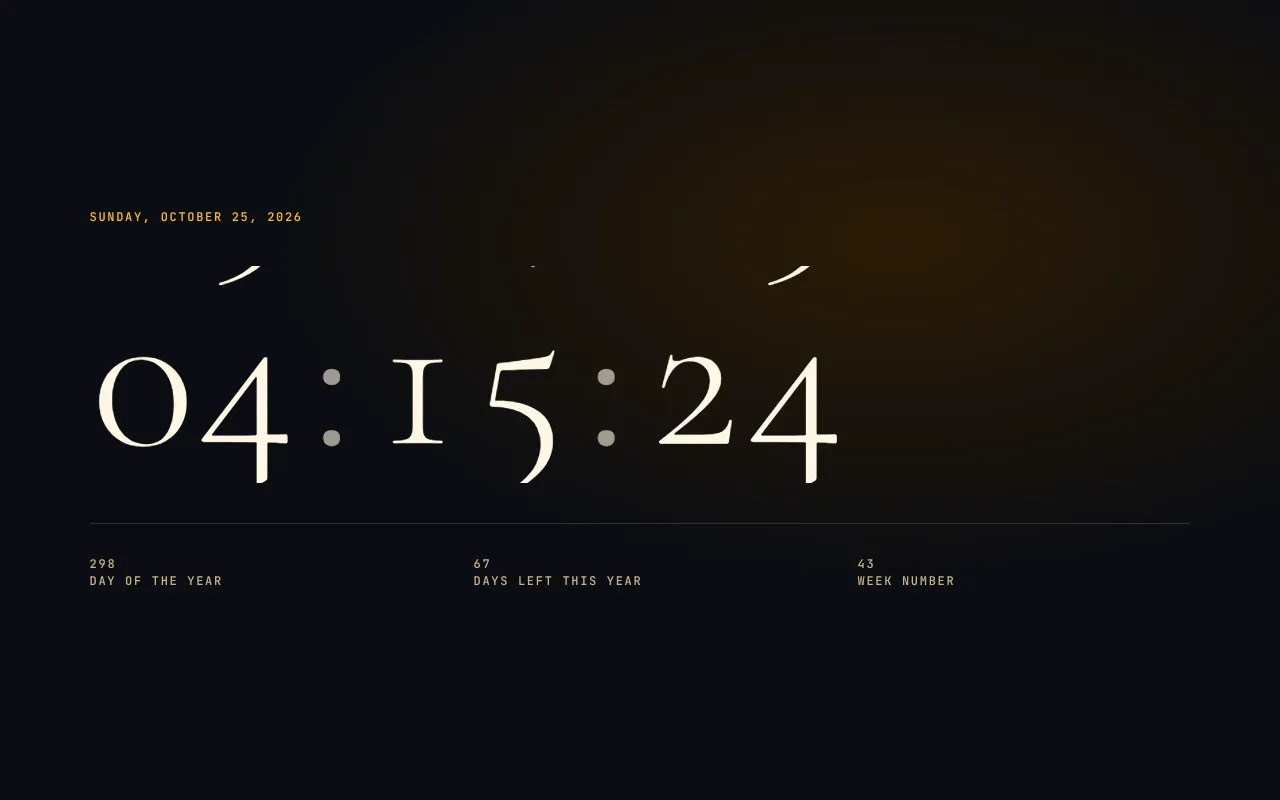 SUNDAY, OCTOBER 25, 2026
04:15:24
298
DAY OF THE YEAR
67
DAYS LEFT THIS YEAR
43
WEEK NUMBER